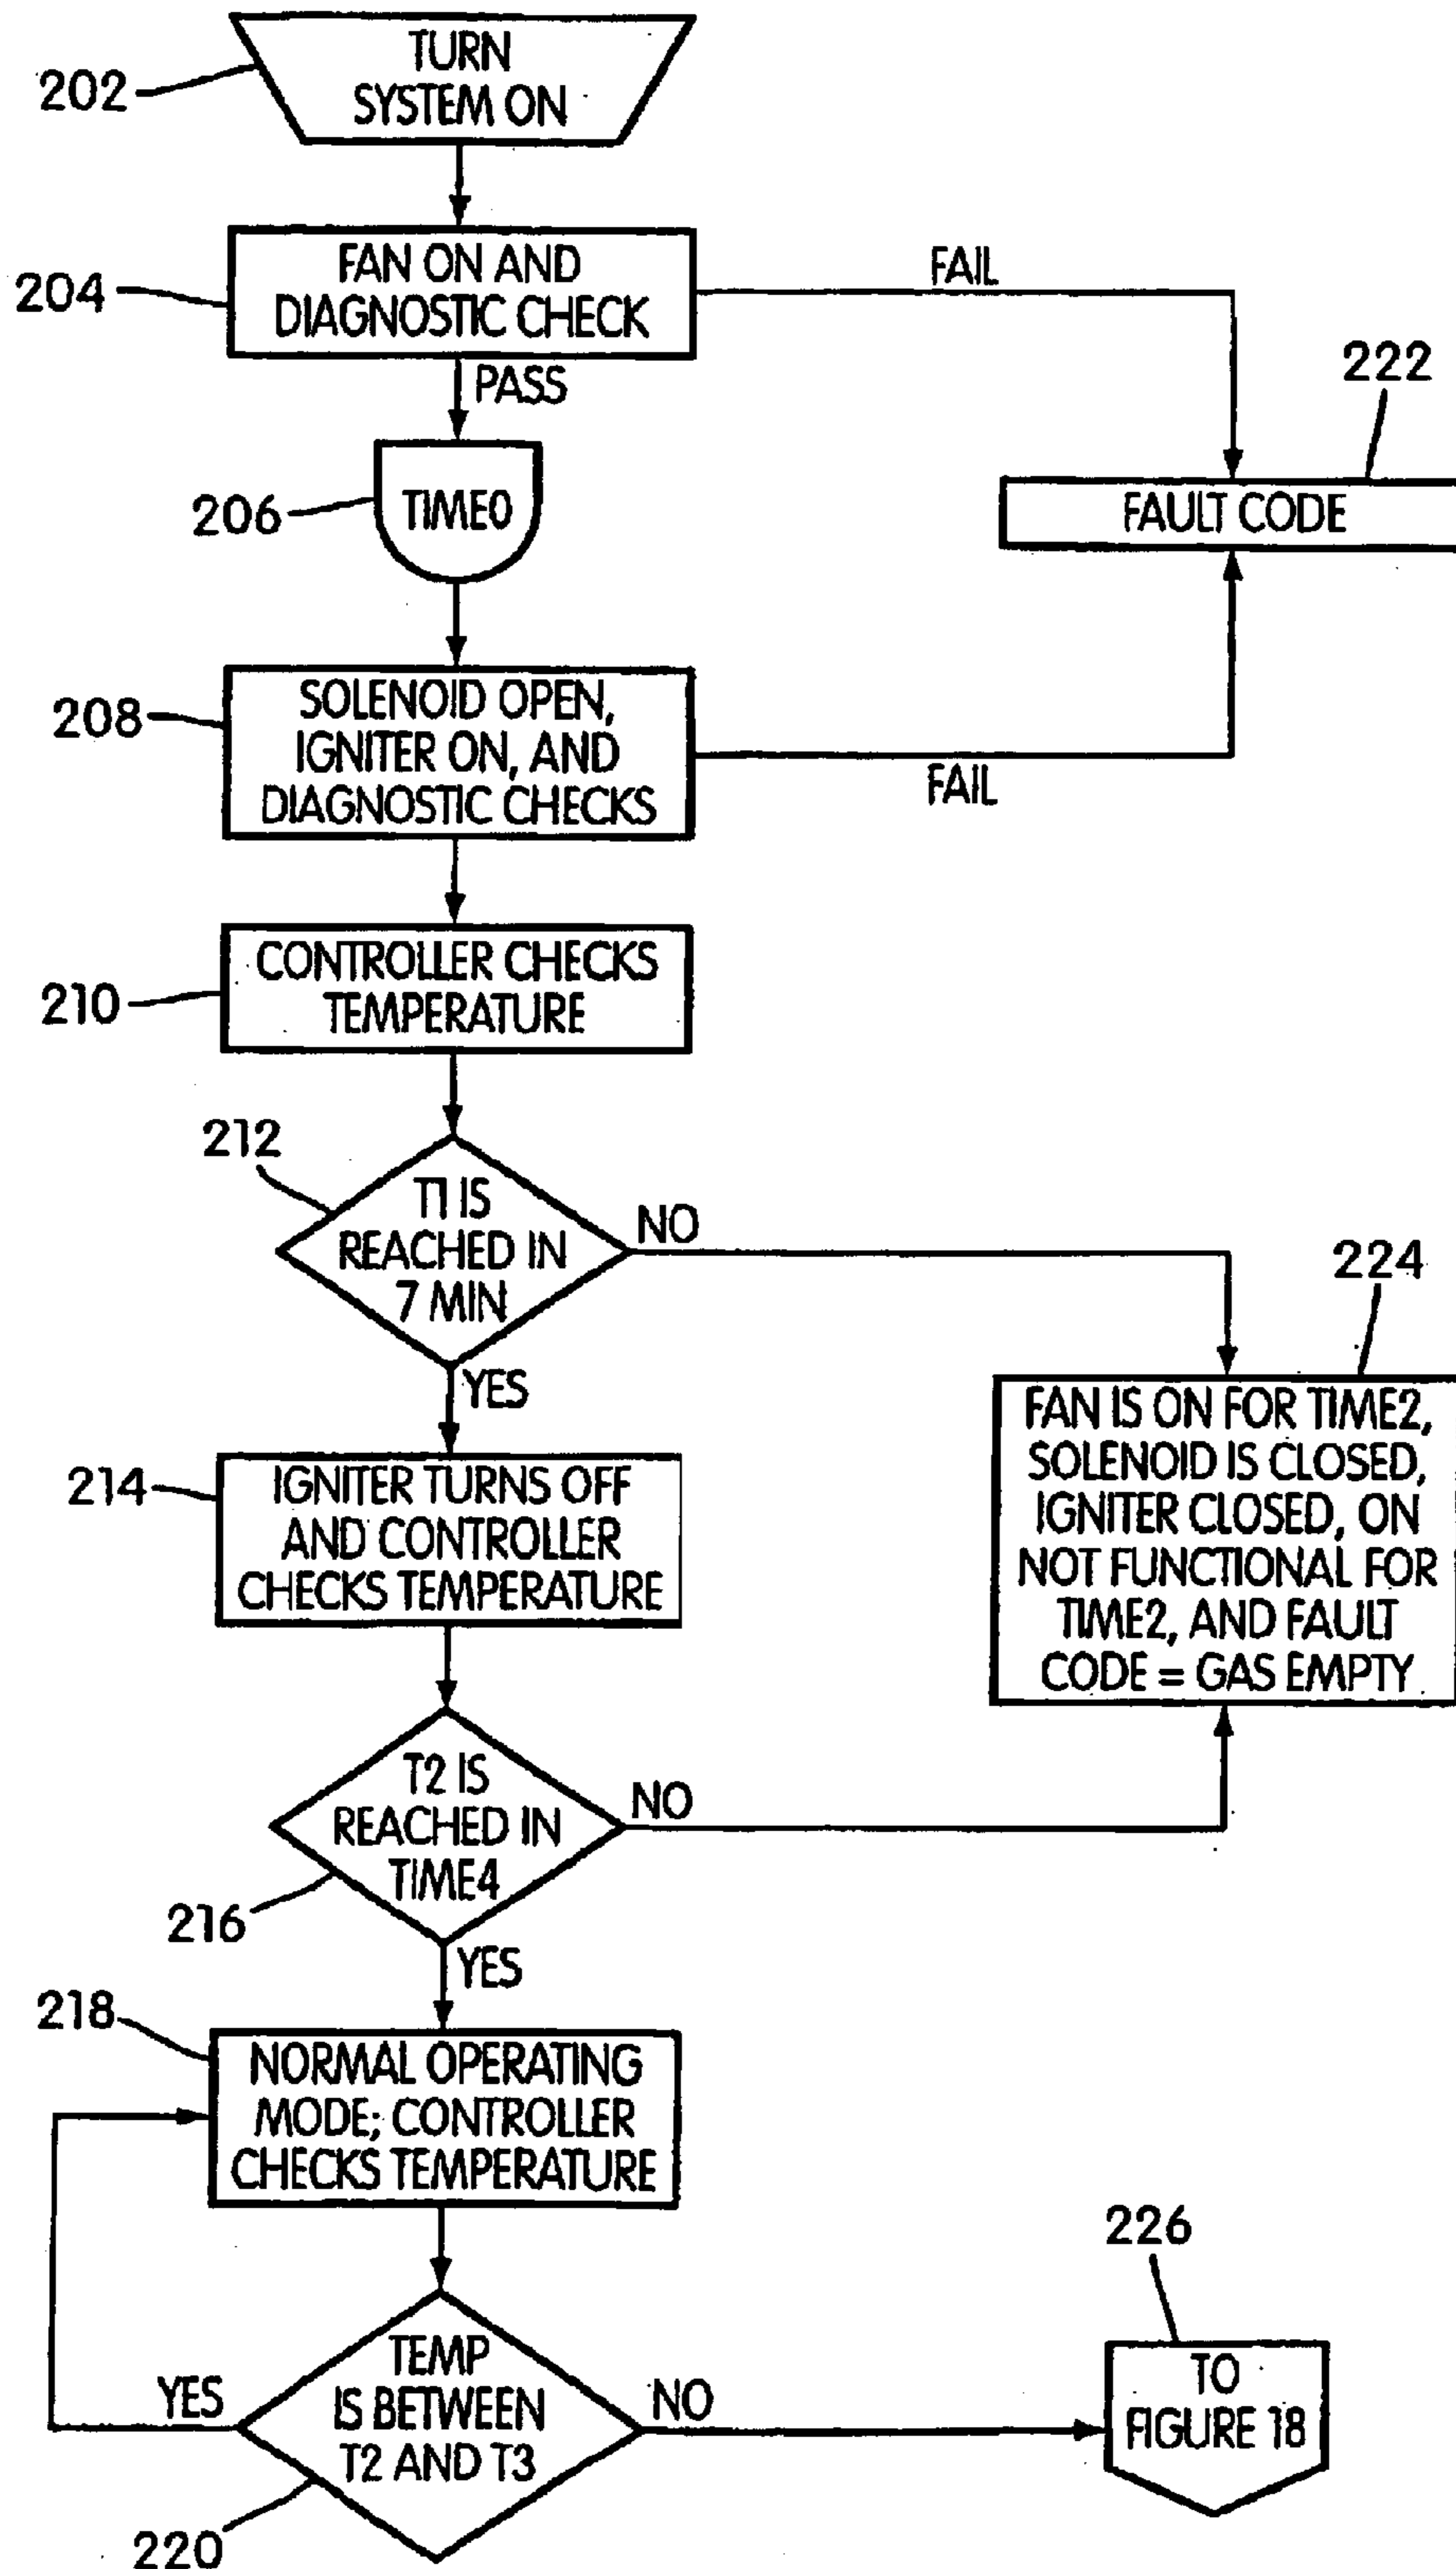 202
TURN
SYSTEM ON
204
FAN ON AND
DIAGNOSTIC CHECK
FAIL
PASS
222
FAULT CODE
206
TIME0
208
SOLENOID OPEN,
IGNITER ON, AND
DIAGNOSTIC CHECKS
FAIL
210
CONTROLLER CHECKS
TEMPERATURE
212
T1 IS
REACHED IN
7 MIN
NO
YES
224
FAN IS ON FOR TIME2,
SOLENOID IS CLOSED,
IGNITER CLOSED, ON
NOT FUNCTIONAL FOR
TIME2, AND FAULT
CODE = GAS EMPTY
214
IGNITER TURNS OFF
AND CONTROLLER
CHECKS TEMPERATURE
216
T2 IS
REACHED IN
TIME4
NO
YES
218
NORMAL OPERATING
MODE; CONTROLLER
CHECKS TEMPERATURE
220
TEMP
IS BETWEEN
T2 AND T3
YES
NO
226
TO
FIGURE 18